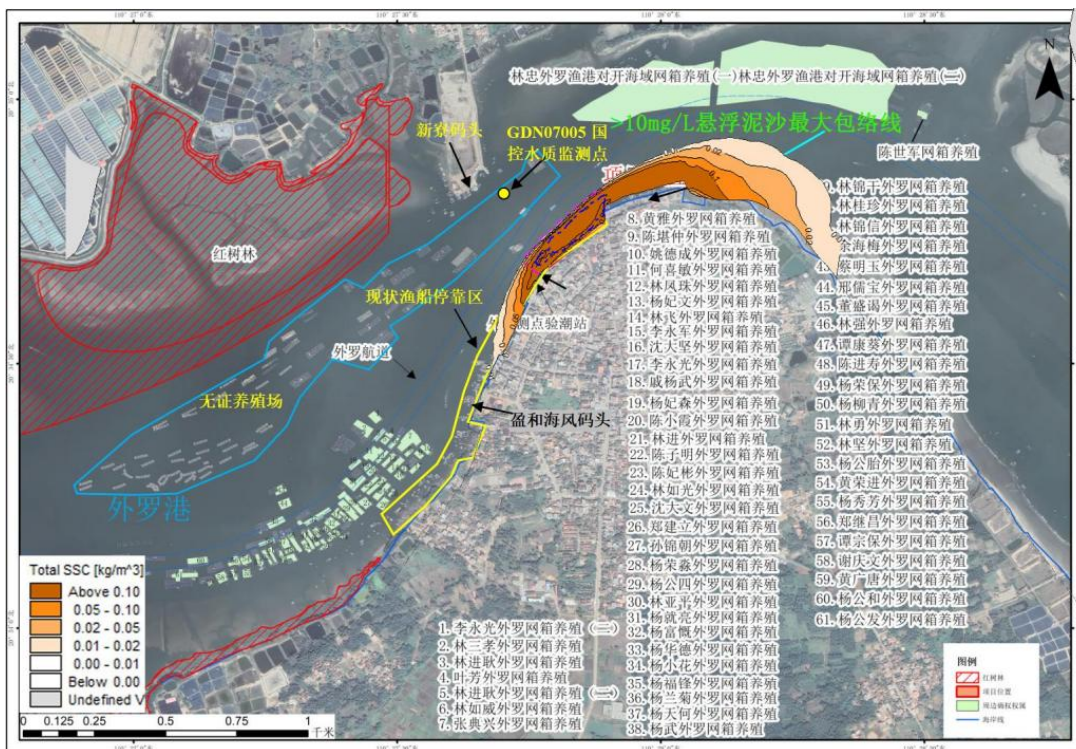 110° 27'0"东
110° 27'30"东
110° 28'0"东
110° 28'30"东
N
林忠外罗渔港对开海域网箱养殖(一)
林忠外罗渔港对开海域网箱养殖(二)
>10mg/L悬浮泥沙最大包络线
新寮码头
GDN07005 国
控水质监测点
陈世军网箱养殖
红树林
现状渔船停靠区
测点验潮站
外罗航道
无证养殖场
盈和海风码头
外罗港
8. 黄雅外罗网箱养殖
9. 陈堪仲外罗网箱养殖
10. 姚德成外罗网箱养殖
11. 何喜敏外罗网箱养殖
12. 林凤珠外罗网箱养殖
13. 杨妃文外罗网箱养殖
14. 林飞外罗网箱养殖
15. 李永军外罗网箱养殖
16. 沈大坚外罗网箱养殖
17. 李永光外罗网箱养殖
18. 戚杨武外罗网箱养殖
19. 杨妃森外罗网箱养殖
20. 陈小霞外罗网箱养殖
21. 林进外罗网箱养殖
22. 陈子明外罗网箱养殖
23. 陈妃彬外罗网箱养殖
24. 林如光外罗网箱养殖
25. 沈大文外罗网箱养殖
26. 郑建立外罗网箱养殖
27. 孙锦朝外罗网箱养殖
28. 杨荣淼外罗网箱养殖
29. 杨公四外罗网箱养殖
30. 林亚平外罗网箱养殖
31. 杨就亮外罗网箱养殖
32. 杨富慨外罗网箱养殖
33. 杨华德外罗网箱养殖
34. 杨小花外罗网箱养殖
35. 杨福锋外罗网箱养殖
36. 杨兰菊外罗网箱养殖
37. 杨天何外罗网箱养殖
38. 杨武外罗网箱养殖
林锦干外罗网箱养殖
林桂珍外罗网箱养殖
林锦信外罗网箱养殖
余海梅外罗网箱养殖
43. 蔡明玉外罗网箱养殖
44. 邢儒宝外罗网箱养殖
45. 董盛谒外罗网箱养殖
46. 林强外罗网箱养殖
47. 谭康葵外罗网箱养殖
48. 陈进寿外罗网箱养殖
49. 杨荣保外罗网箱养殖
50. 杨柳青外罗网箱养殖
51. 林勇外罗网箱养殖
52. 林坚外罗网箱养殖
53. 杨公胎外罗网箱养殖
54. 黄荣进外罗网箱养殖
55. 杨秀芳外罗网箱养殖
56. 郑继昌外罗网箱养殖
57. 谭宗保外罗网箱养殖
58. 谢庆文外罗网箱养殖
59. 黄广唐外罗网箱养殖
60. 杨公和外罗网箱养殖
61. 杨公发外罗网箱养殖
1. 李永光外罗网箱养殖(二)
2. 林三孝外罗网箱养殖
3. 林进耿外罗网箱养殖
4. 叶芳外罗网箱养殖
5. 林进耿外罗网箱养殖(二)
6. 林如威外罗网箱养殖
7. 张典兴外罗网箱养殖
Total SSC [kg/m^3]
Above 0.10
0.05 - 0.10
0.02 - 0.05
0.01 - 0.02
0.00 - 0.01
Below 0.00
Undefined V
0 0.125 0.25 0.5 0.75 1
千米
图例
红树林
项目位置
周边确权权属
海岸线